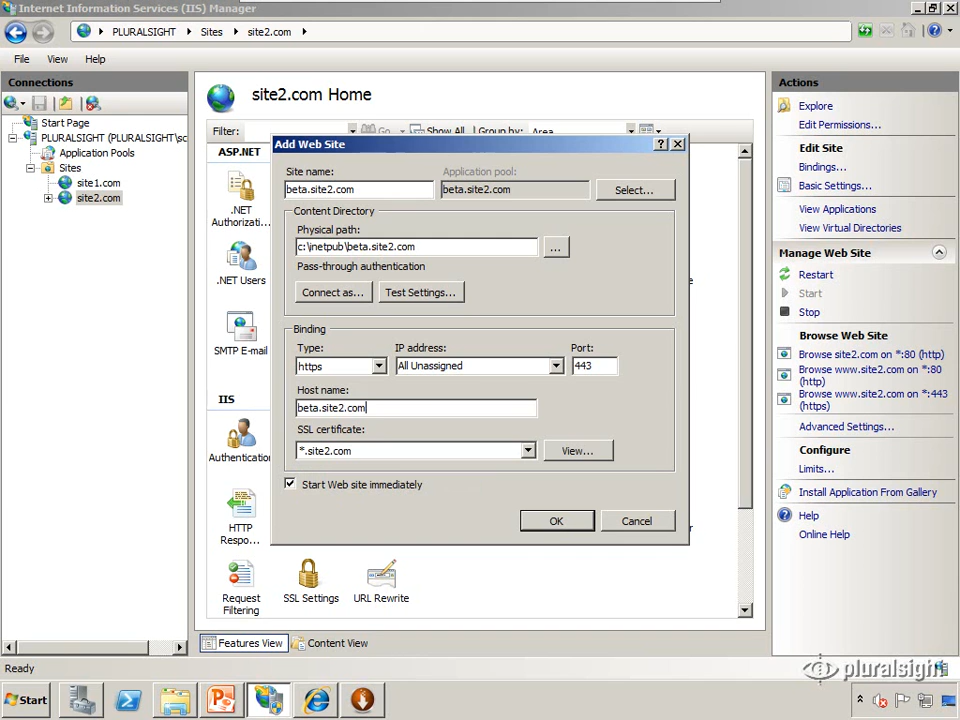 Internet Information Services (IIS) Manager
PLURALSIGHT
Sites
site2.com
File
View
Help
Connections
Start Page
PLURALSIGHT (PLURALSIGHT\sc
Application Pools
Sites
site1.com
site2.com
site2.com Home
Filter:
Go
Show All
Group by:
Area
ASP.NET
.NET
Authorizati...
.NET Users
SMTP E-mail
IIS
Authentication
HTTP
Respo...
Request
Filtering
SSL Settings
URL Rewrite
Add Web Site
Site name:
Application pool:
beta.site2.com
beta.site2.com
Select...
Content Directory
Physical path:
c:\inetpub\beta.site2.com
...
Pass-through authentication
Connect as...
Test Settings...
Binding
Type:
IP address:
Port:
https
All Unassigned
443
Host name:
beta.site2.com
SSL certificate:
*.site2.com
View...
Start Web site immediately
OK
Cancel
Features View
Content View
Actions
Explore
Edit Permissions...
Edit Site
Bindings...
Basic Settings...
View Applications
View Virtual Directories
Manage Web Site
Restart
Start
Stop
Browse Web Site
Browse site2.com on *:80 (http)
Browse www.site2.com on *:80
(http)
Browse www.site2.com on *:443
(https)
Advanced Settings...
Configure
Limits...
Install Application From Gallery
Help
Online Help
Ready
pluralsight
Start